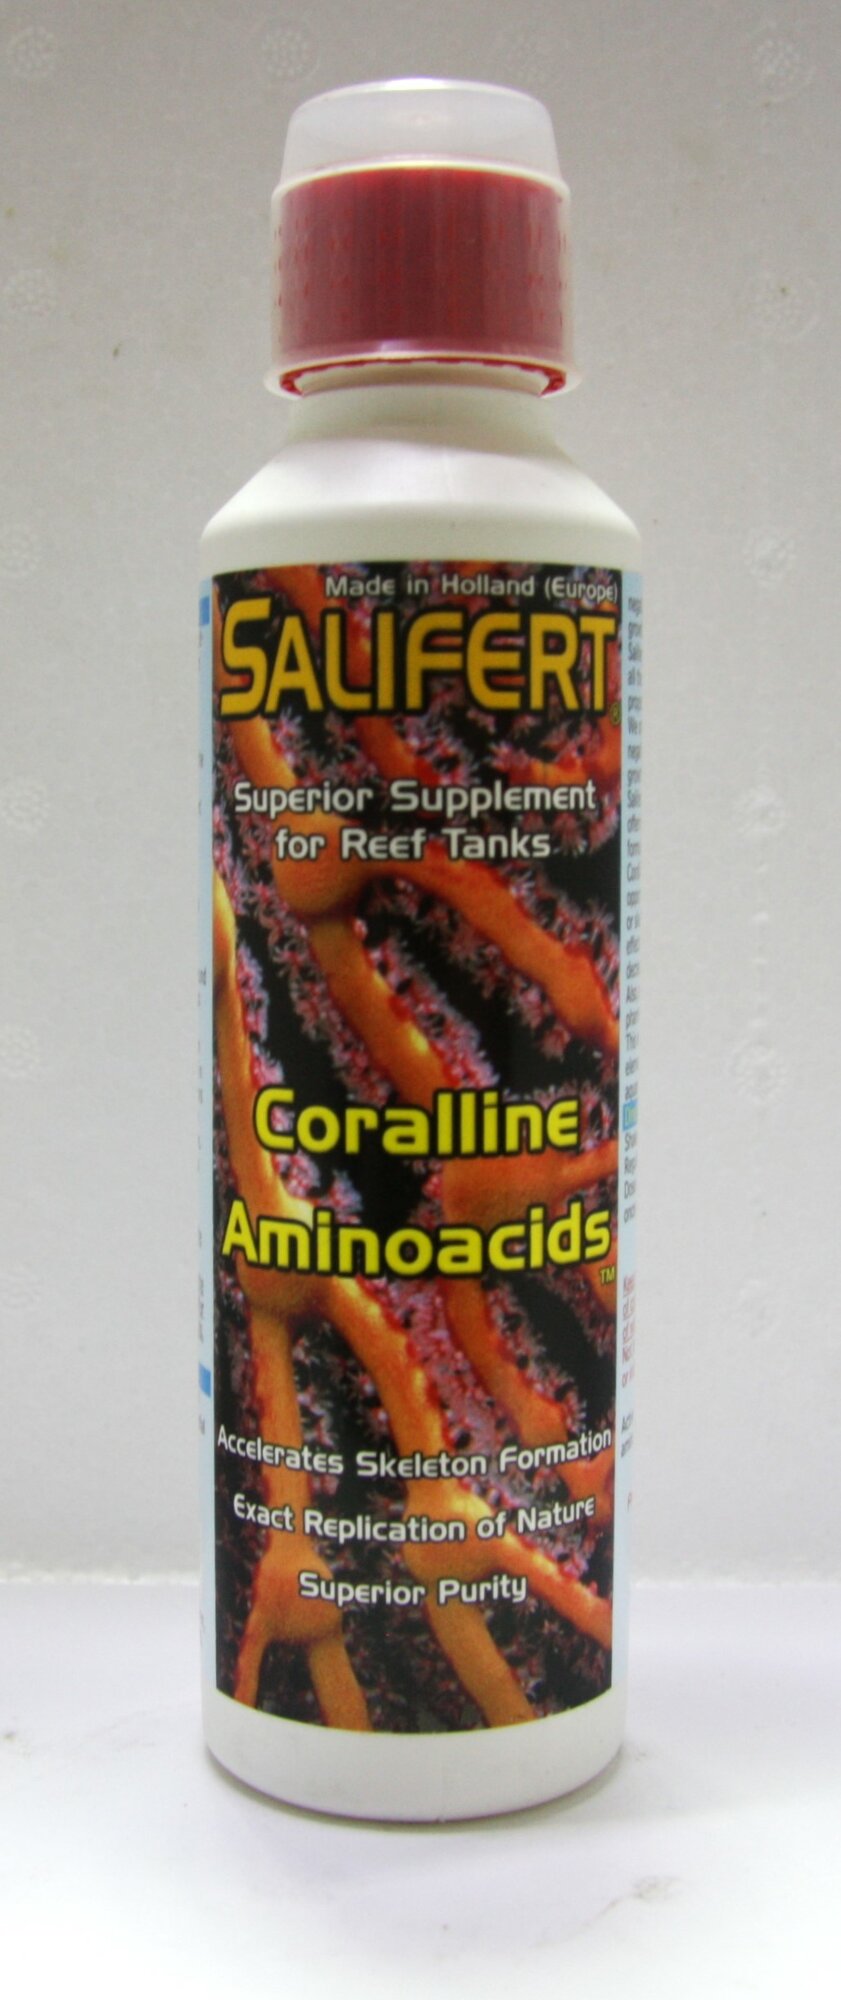 Made in Holland (Europe)
SALIFERT®
Superior Supplement
for Reef Tanks
Coralline
Aminoacids™
Accelerates Skeleton Formation
Exact Replication of Nature
Superior Purity